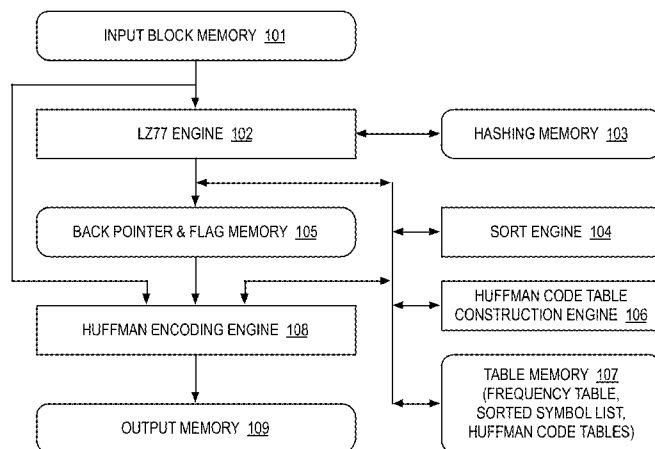 INPUT BLOCK MEMORY 101
LZ77 ENGINE 102
HASHING MEMORY 103
BACK POINTER & FLAG MEMORY 105
SORT ENGINE 104
HUFFMAN CODE TABLE
CONSTRUCTION ENGINE 106
HUFFMAN ENCODING ENGINE 108
TABLE MEMORY 107
(FREQUENCY TABLE,
SORTED SYMBOL LIST,
HUFFMAN CODE TABLES)
OUTPUT MEMORY 109